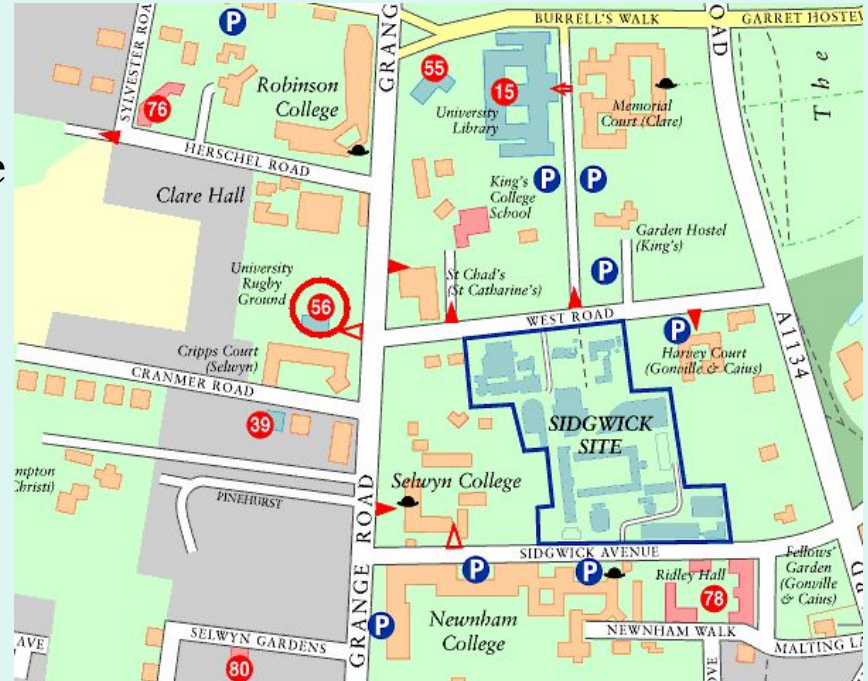 BURRELL'S WALK
GARRET HOSTE
ROAD
GRANGE
SYLVESTER ROA
P
55
15
University
Library
Memorial
Court (Clare)
The
Robinson
College
76
HERSCHEL ROAD
e
Clare Hall
King's
College
School
P
P
Garden Hostel
(King's)
University
Rugby
Ground
56
St Chad's
(St Catharine's)
P
WEST ROAD
P
Harvey Court
(Gonville & Caius)
A1134
Cripps Court
(Selwyn)
CRANMER ROAD
39
SIDGWICK
SITE
mpton
Christi)
PINEHURST
Selwyn College
GRANGE ROAD
SIDGWICK AVENUE
Fellows'
Garden
(Gonville
& Caius)
RD
P
P
Ridley Hall
78
P
Newnham
College
NEWNHAM WALK
MALTING LA
OVE
AVE
SELWYN GARDENS
80